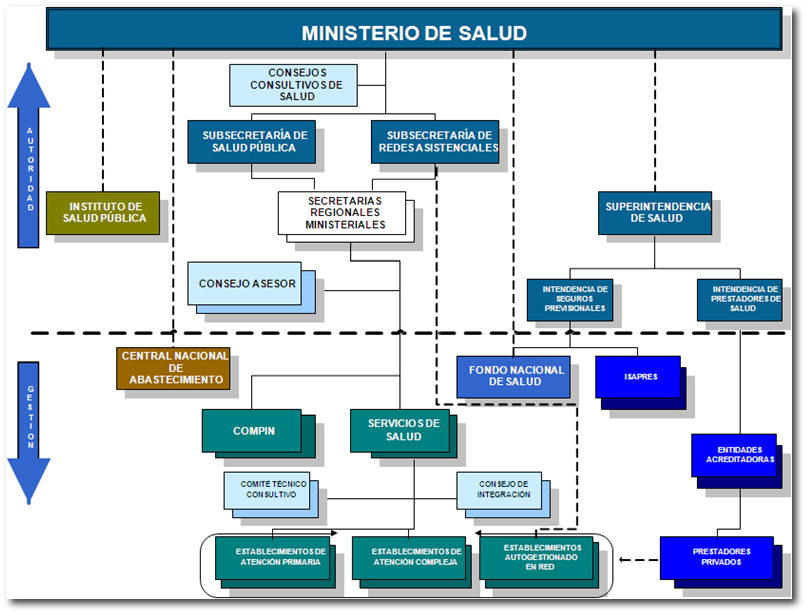 MINISTERIO DE SALUD
CONSEJOS
CONSULTIVOS DE
SALUD
AUTORIDAD
SUBSECRETARÍA DE
SALUD PÚBLICA
SUBSECRETARÍA DE
REDES ASISTENCIALES
INSTITUTO DE
SALUD PÚBLICA
SECRETARIAS
REGIONALES
MINISTERIALES
SUPERINTENDENCIA
DE SALUD
CONSEJO ASESOR
INTENDENCIA DE
SEGUROS
PREVISIONALES
INTENDENCIA DE
PRESTADORES DE
SALUD
CENTRAL NACIONAL
DE
ABASTECIMIENTO
FONDO NACIONAL
DE SALUD
ISAPRES
GESTION
COMPIN
SERVICIOS DE
SALUD
ENTIDADES
ACREDITADORAS
COMITÉ TÉCNICO
CONSULTIVO
CONSEJO DE
INTEGRACIÓN
ESTABLECIMIENTOS DE
ATENCIÓN PRIMARIA
ESTABLECIMIENTOS DE
ATENCIÓN COMPLEJA
ESTABLECIMIENTOS
AUTOGESTIONADO
EN RED
PRESTADORES
PRIVADOS